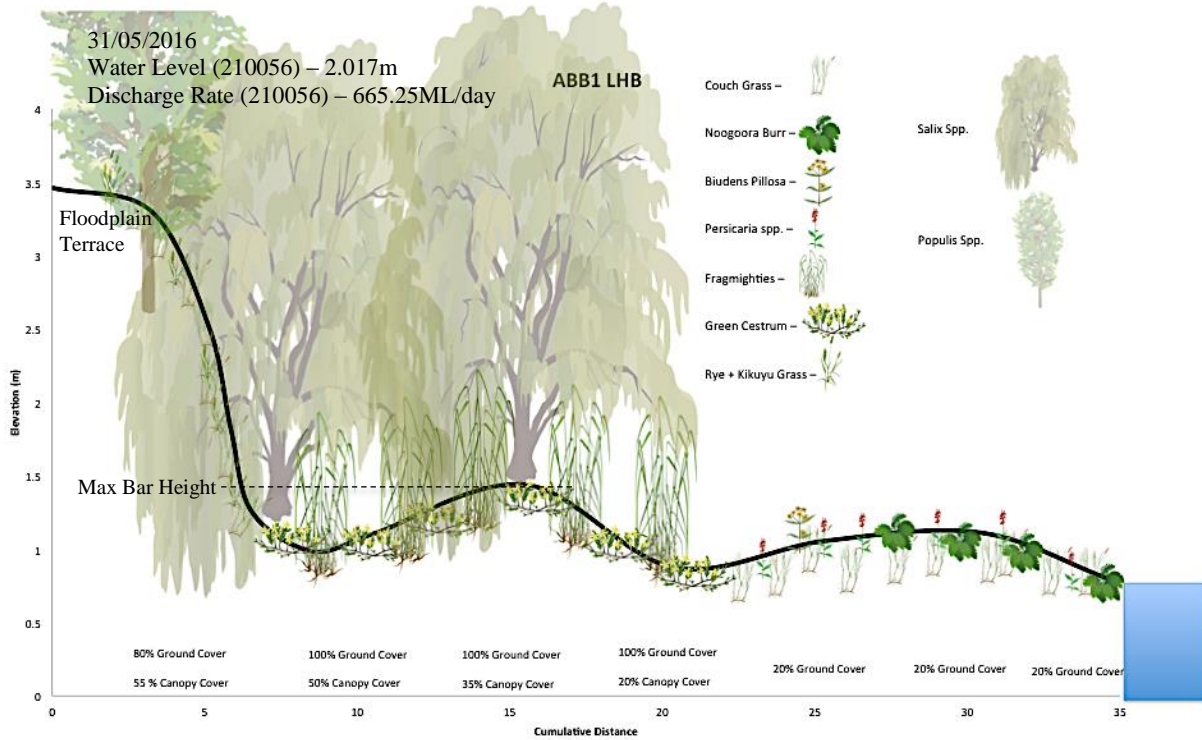 31/05/2016
Water Level (210056) – 2.017m
Discharge Rate (210056) – 665.25ML/day
ABB1 LHB
Couch Grass –
Noogoora Burr –
Biudens Pillosa –
Persicaria spp. –
Fragmighties –
Green Cestrum –
Rye + Kikuyu Grass –
Salix Spp.
Populis Spp.
Elevation (m)
4
3.5
3
2.5
2
1.5
1
0.5
0
Floodplain
Terrace
Max Bar Height
80% Ground Cover
55 % Canopy Cover
100% Ground Cover
50% Canopy Cover
100% Ground Cover
35% Canopy Cover
100% Ground Cover
20% Canopy Cover
20% Ground Cover
20% Ground Cover
20% Ground Cover
0 5 10 15 20 25 30 35
Cumulative Distance